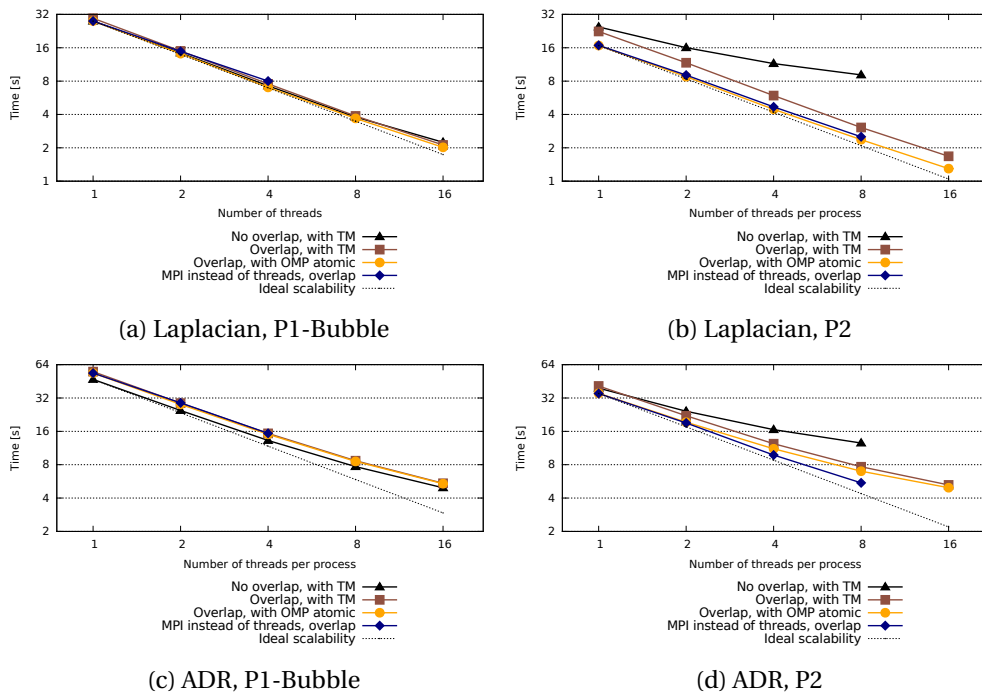 32
16
8
4
2
1
Time [s]
1 2 4 8 16
Number of threads
No overlap, with TM
Overlap, with TM
Overlap, with OMP atomic
MPI instead of threads, overlap
Ideal scalability
(a) Laplacian, P1-Bubble
32
16
8
4
2
1
Time [s]
1 2 4 8 16
Number of threads per process
No overlap, with TM
Overlap, with TM
Overlap, with OMP atomic
MPI instead of threads, overlap
Ideal scalability
(b) Laplacian, P2
64
32
16
8
4
2
Time [s]
1 2 4 8 16
Number of threads per process
No overlap, with TM
Overlap, with TM
Overlap, with OMP atomic
MPI instead of threads, overlap
Ideal scalability
(c) ADR, P1-Bubble
64
32
16
8
4
2
Time [s]
1 2 4 8 16
Number of threads per process
No overlap, with TM
Overlap, with TM
Overlap, with OMP atomic
MPI instead of threads, overlap
Ideal scalability
(d) ADR, P2